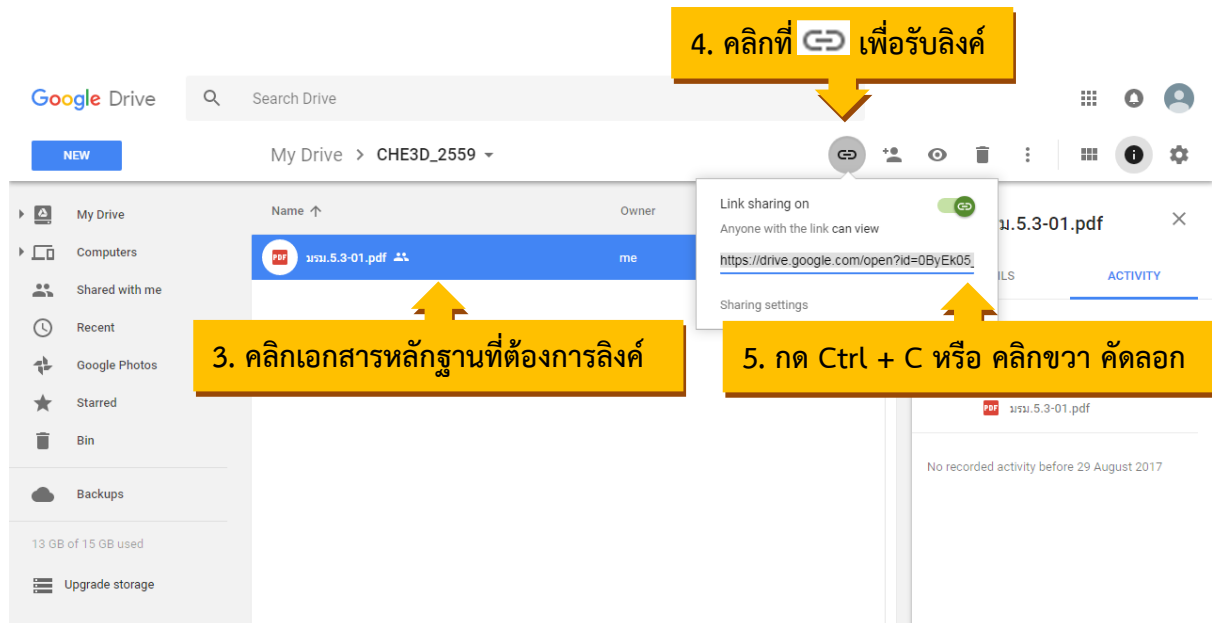 4. คลิกที่ เพื่อรับลิงค์
Google Drive
Search Drive
NEW
My Drive > CHE3D_2559
My Drive
Computers
Shared with me
Recent
Google Photos
Starred
Bin
Backups
13 GB of 15 GB used
Upgrade storage
Name
Owner
PDF มรม.5.3-01.pdf
me
3. คลิกเอกสารหลักฐานที่ต้องการลิงค์
Link sharing on
Anyone with the link can view
https://drive.google.com/open?id=0ByEk05_
Sharing settings
5. กด Ctrl + C หรือ คลิกขวา คัดลอก
ม.5.3-01.pdf
ILS
ACTIVITY
PDF มรม.5.3-01.pdf
No recorded activity before 29 August 2017